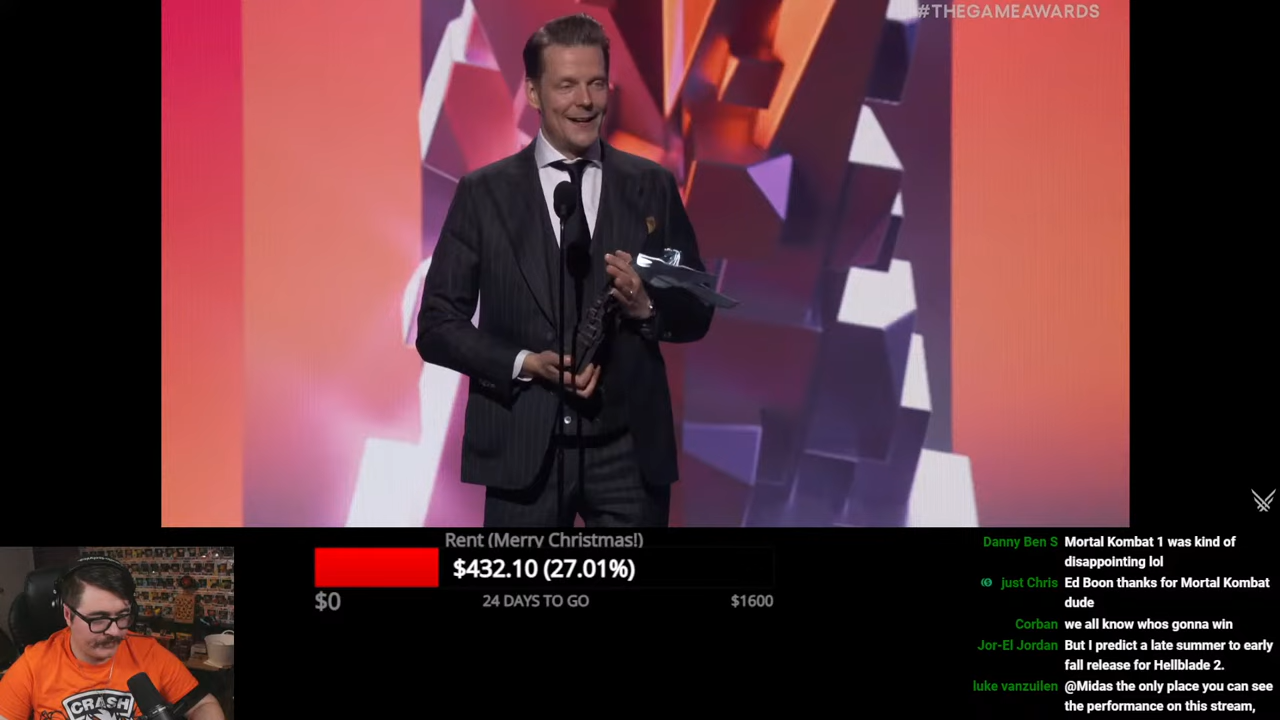 #THEGAMEAWARDS
Rent (Merry Christmas!)
$432.10 (27.01%)
$0
24 DAYS TO GO
$1600
Danny Ben S Mortal Kombat 1 was kind of
disappointing lol
just Chris Ed Boon thanks for Mortal Kombat
dude
Corban we all know whos gonna win
Jor-El Jordan But I predict a late summer to early
fall release for Hellblade 2.
luke vanzuilen @Midas the only place you can see
the performance on this stream,
CRASH